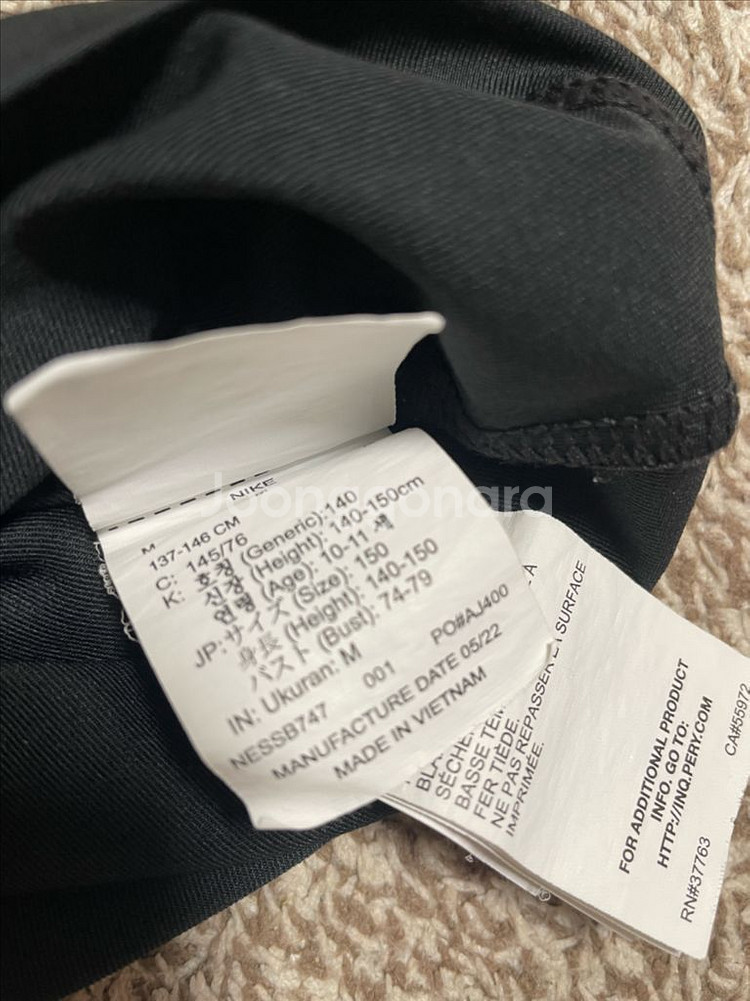 NIKE
M
137-146 CM
C: 145/76
K: 호칭 (Generic):140
신장 (Height): 140-150cm
연령 (Age): 10-11 세
JP:サイズ (Size): 150
身長 (Height): 140-150
バスト (Bust): 74-79
IN: Ukuran: M
NESSB747 001 PO#AJ400
MANUFACTURE DATE 05/22
MADE IN VIETNAM
Joonggonara
A
SURFACE
SÉCHER
BASSE
FER TIÈDE.
NE PAS REPASSER
IMPRIMÉE.
FOR ADDITIONAL PRODUCT
INFO. GO TO:
HTTP://INQ.PERY.COM
RN#37763
CA#55972